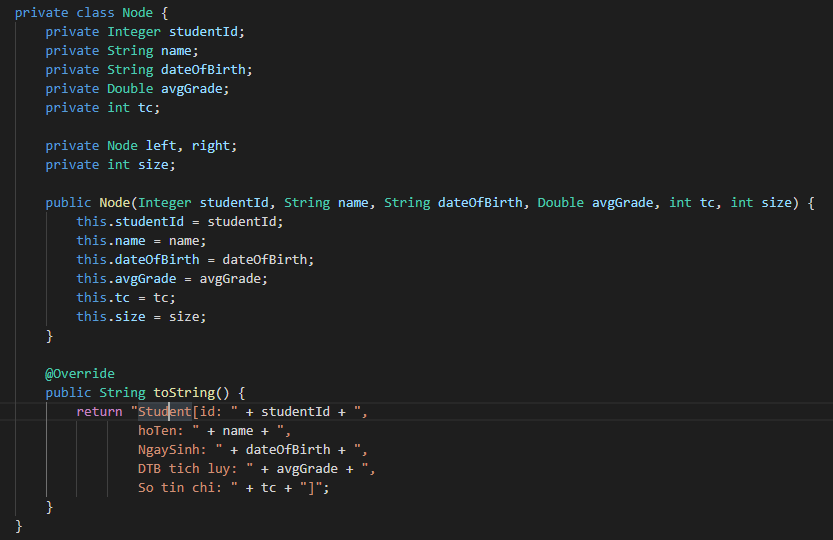 private class Node {
    private Integer studentId;
    private String name;
    private String dateOfBirth;
    private Double avgGrade;
    private int tc;

    private Node left, right;
    private int size;

    public Node(Integer studentId, String name, String dateOfBirth, Double avgGrade, int tc, int size) {
        this.studentId = studentId;
        this.name = name;
        this.dateOfBirth = dateOfBirth;
        this.avgGrade = avgGrade;
        this.tc = tc;
        this.size = size;
    }

    @Override
    public String toString() {
        return "Student[id: " + studentId + ",
                hoTen: " + name + ",
                NgaySinh: " + dateOfBirth + ",
                DTB tich luy: " + avgGrade + ",
                So tin chi: " + tc + "]";
    }
}